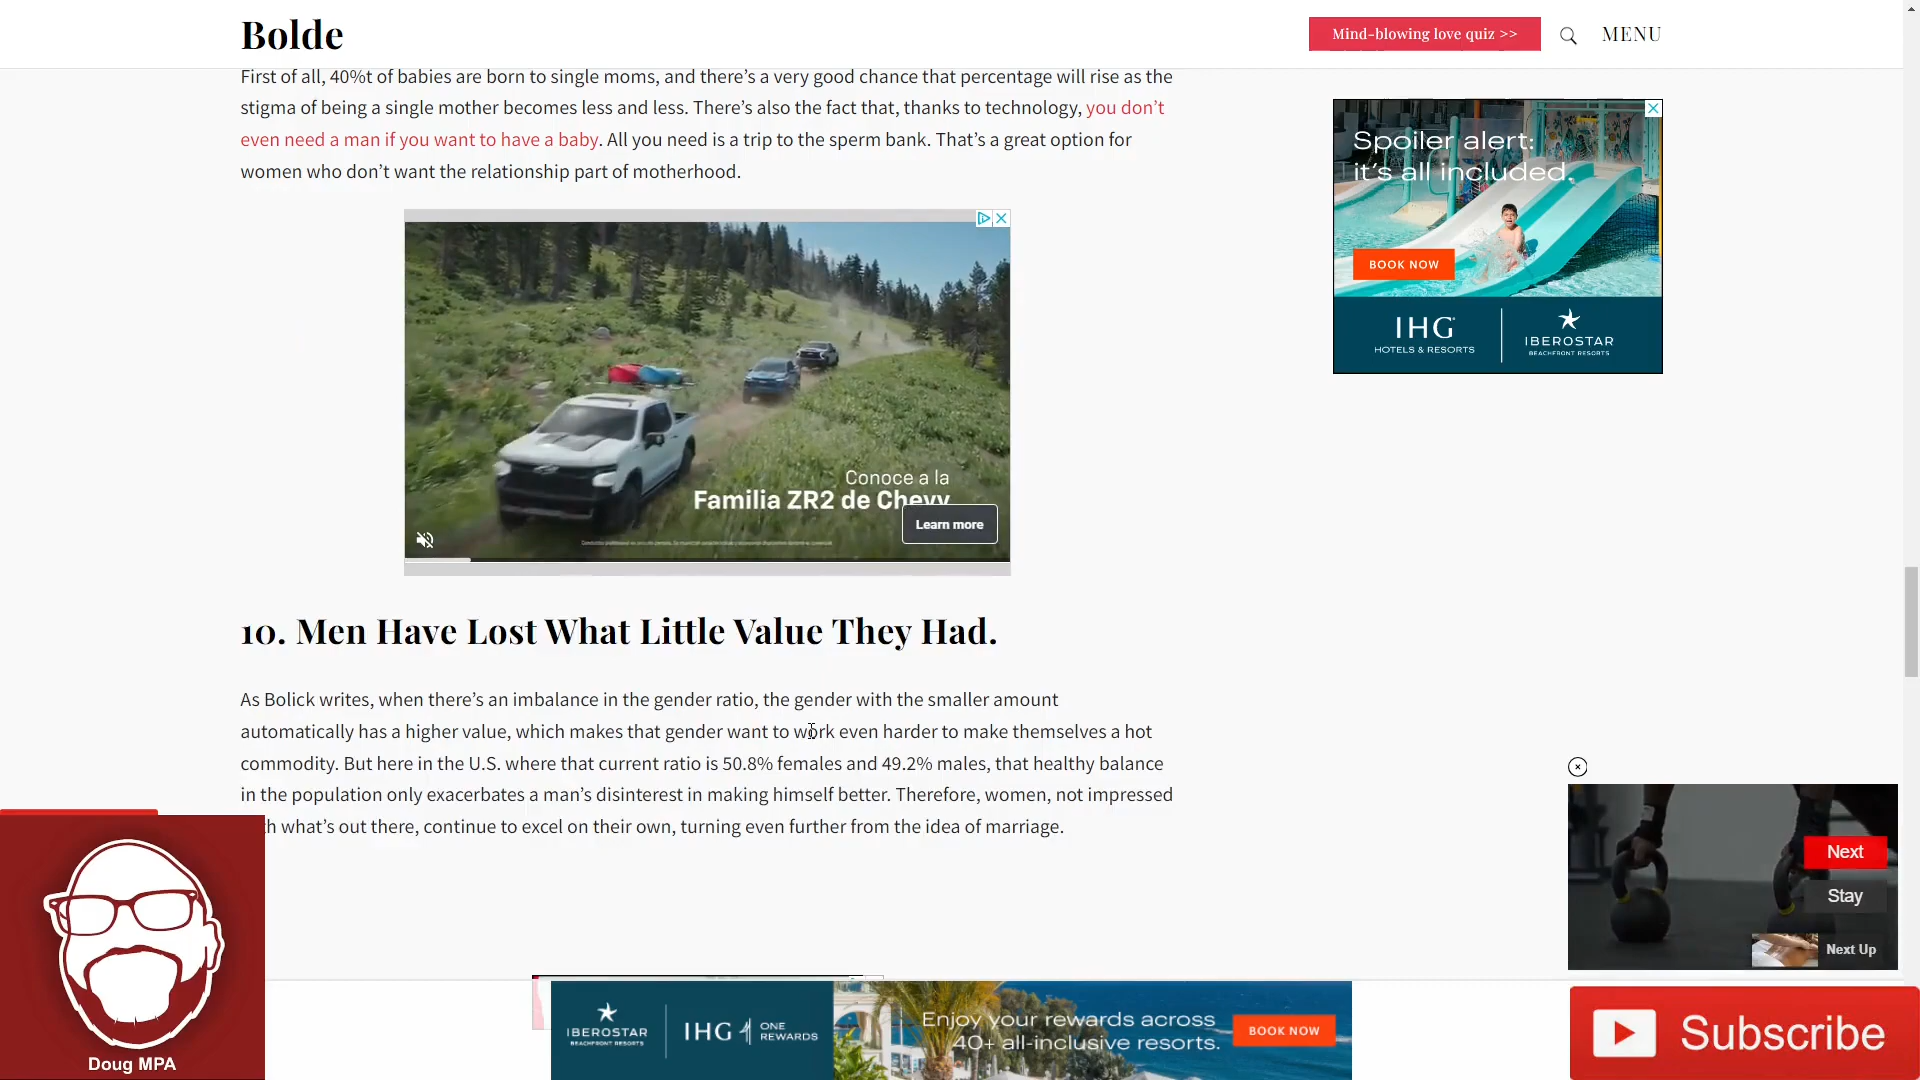 Bolde
Mind-blowing love quiz >>
MENU
First of all, 40%t of babies are born to single moms, and there's a very good chance that percentage will rise as the
stigma of being a single mother becomes less and less. There's also the fact that, thanks to technology, you don't
even need a man if you want to have a baby. All you need is a trip to the sperm bank. That's a great option for
women who don't want the relationship part of motherhood.
Spoiler alert:
it's all included.
BOOK NOW
IHG
HOTELS & RESORTS
IBEROSTAR
BEACHFRONT RESORTS
Conoce a la
Familia ZR2 de Chevy
Learn more
10. Men Have Lost What Little Value They Had.
As Bolick writes, when there's an imbalance in the gender ratio, the gender with the smaller amount
automatically has a higher value, which makes that gender want to work even harder to make themselves a hot
commodity. But here in the U.S. where that current ratio is 50.8% females and 49.2% males, that healthy balance
in the population only exacerbates a man's disinterest in making himself better. Therefore, women, not impressed
what's out there, continue to excel on their own, turning even further from the idea of marriage.
Next
Stay
Next Up
Doug MPA
IBEROSTAR
BEACHFRONT RESORTS
IHG
ONE
REWARDS
Enjoy your rewards across
40+ all-inclusive resorts.
BOOK NOW
Subscribe